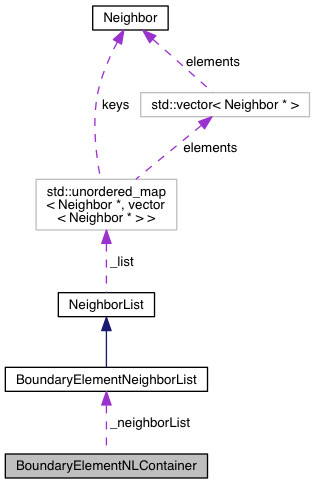 Neighbor
elements
keys
std::vector< Neighbor * >
elements
std::unordered_map
< Neighbor *, vector
< Neighbor * > >
_list
NeighborList
BoundaryElementNeighborList
_neighborList
BoundaryElementNLContainer